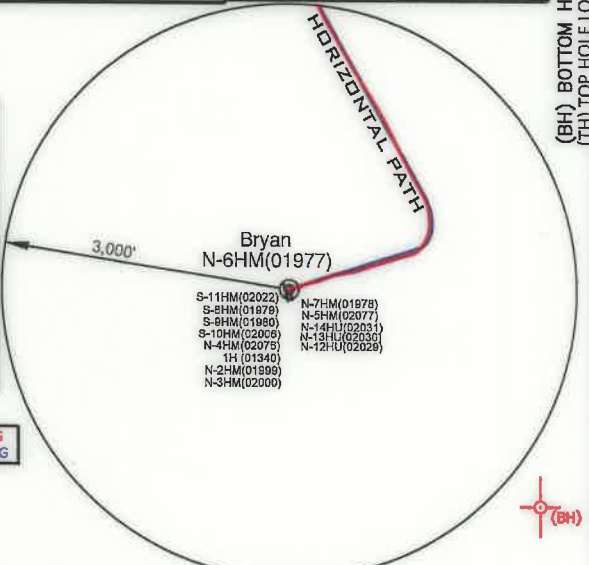 (BH) BOTTOM H
(TH) TOP HOLE LO
HORIZONTAL PATH
3,000'
Bryan
N-6HM(01977)
S-11HM(02022)
S-8HM(01979)
S-9HM(01980)
S-10HM(02006)
N-4HM(02076)
1H (01340)
N-2HM(01999)
N-3HM(02000)
N-7HM(01978)
N-5HM(02077)
N-14HU(02031)
N-13HU(02030)
N-12HU(02029)
G
(BH)